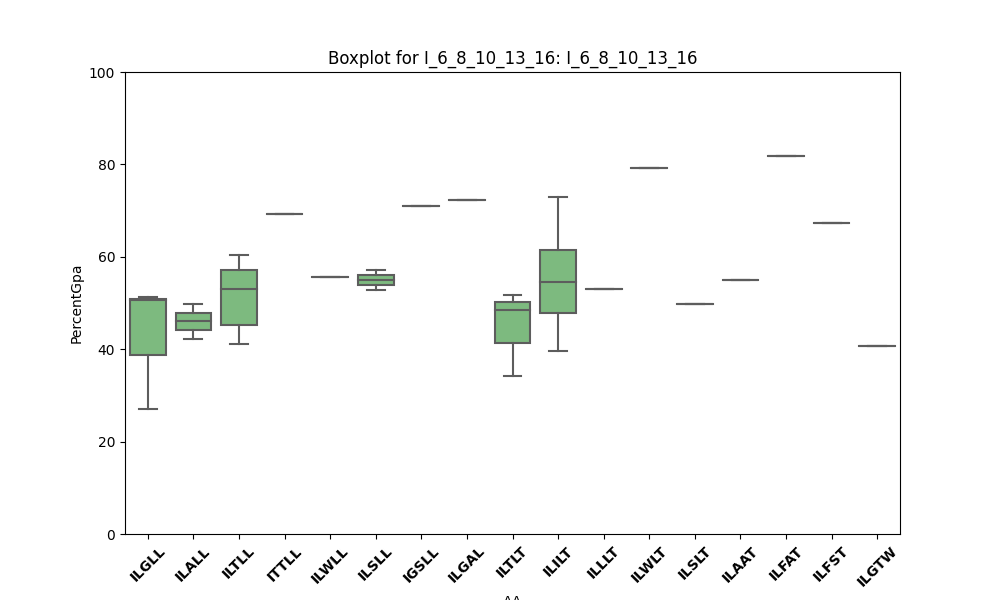 Boxplot for I_6_8_10_13_16: I_6_8_10_13_16
100
80
60
40
20
0
PercentGpa
ILGLL ILALL ILTLL ITTLL ILWLL ILSLL IGSLL ILGAL ILTLT ILILT ILLLT ILWLT ILSLT ILAAT ILFAT ILFST ILGTW
AA